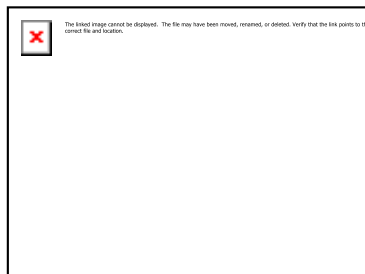 The linked image cannot be displayed. The file may have been moved, renamed, or deleted. Verify that the link points to
correct file and location.